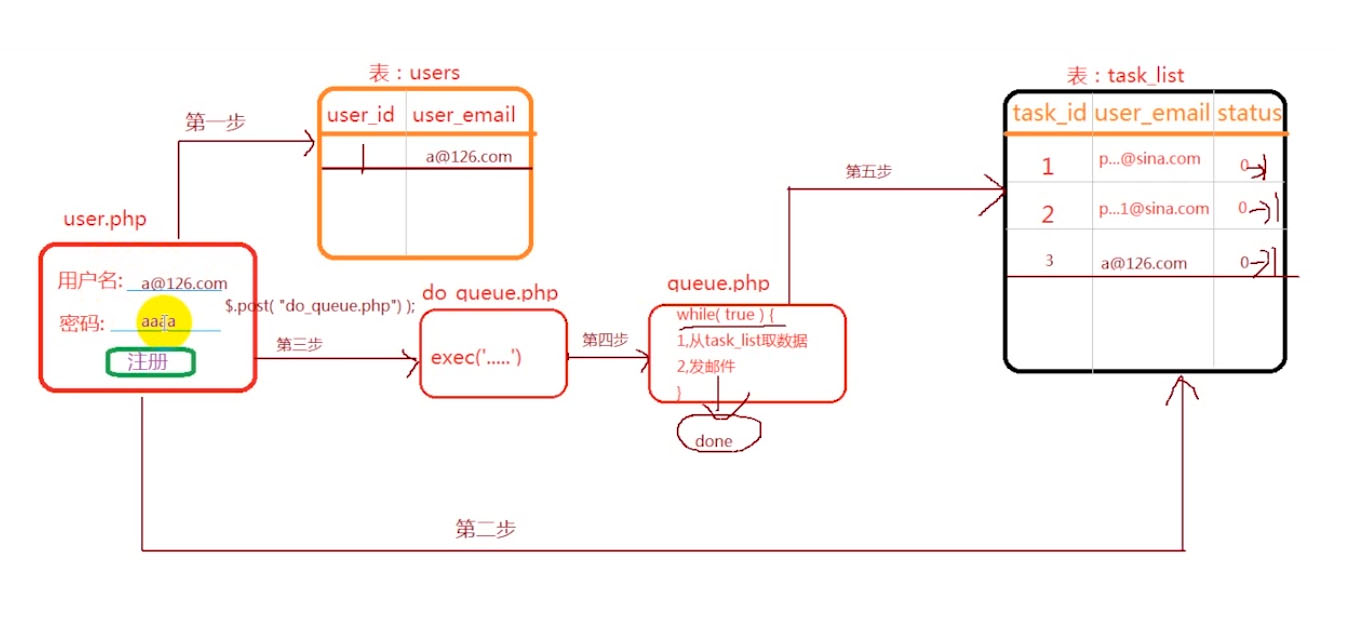 表：users
user_id user_email
1 a@126.com
第一步
user.php
用户名: a@126.com
密码: aaaa
注册
$.post( "do_queue.php") );
第三步
do_queue.php
exec('.....')
第四步
queue.php
while( true ) {
1,从task_list取数据
2,发邮件
}
done
第五步
表：task_list
task_id user_email status
1 p...@sina.com 0→1
2 p...1@sina.com 0→1
3 a@126.com 0→1
第二步